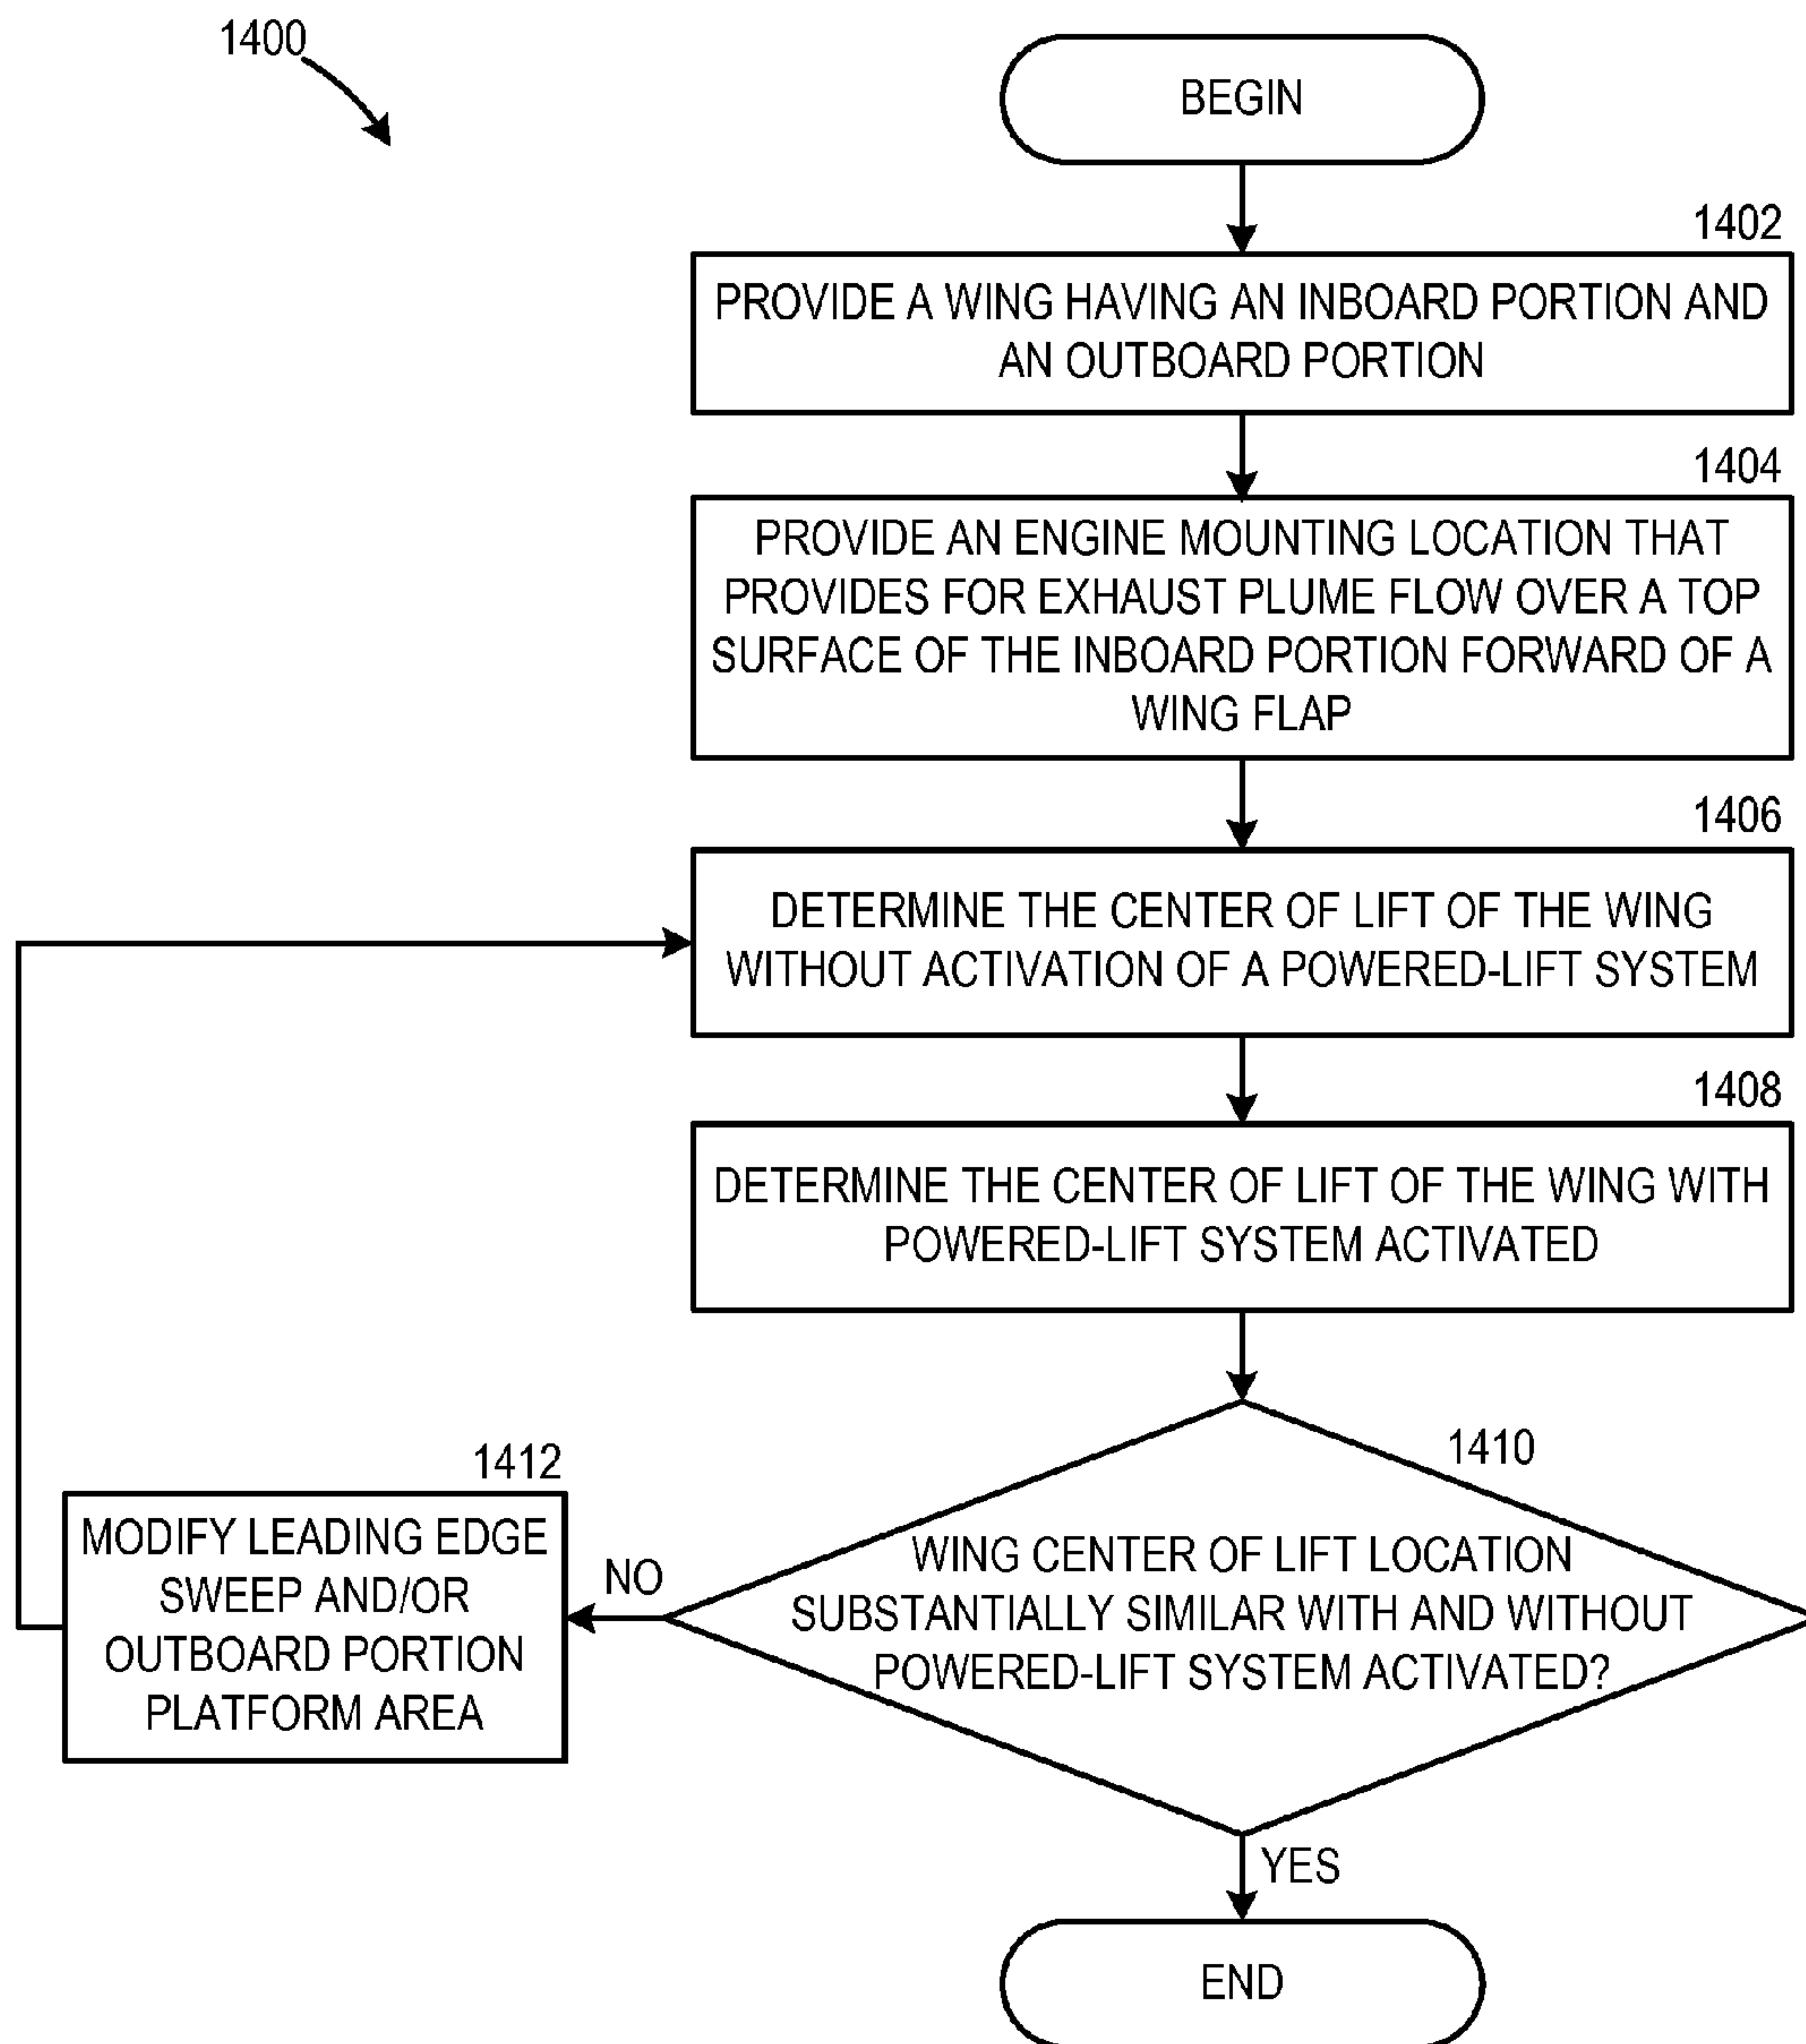 1400
BEGIN
1402
PROVIDE A WING HAVING AN INBOARD PORTION AND
AN OUTBOARD PORTION
1404
PROVIDE AN ENGINE MOUNTING LOCATION THAT
PROVIDES FOR EXHAUST PLUME FLOW OVER A TOP
SURFACE OF THE INBOARD PORTION FORWARD OF A
WING FLAP
1406
DETERMINE THE CENTER OF LIFT OF THE WING
WITHOUT ACTIVATION OF A POWERED-LIFT SYSTEM
1408
DETERMINE THE CENTER OF LIFT OF THE WING WITH
POWERED-LIFT SYSTEM ACTIVATED
1410
WING CENTER OF LIFT LOCATION
SUBSTANTIALLY SIMILAR WITH AND WITHOUT
POWERED-LIFT SYSTEM ACTIVATED?
NO
1412
MODIFY LEADING EDGE
SWEEP AND/OR
OUTBOARD PORTION
PLATFORM AREA
YES
END